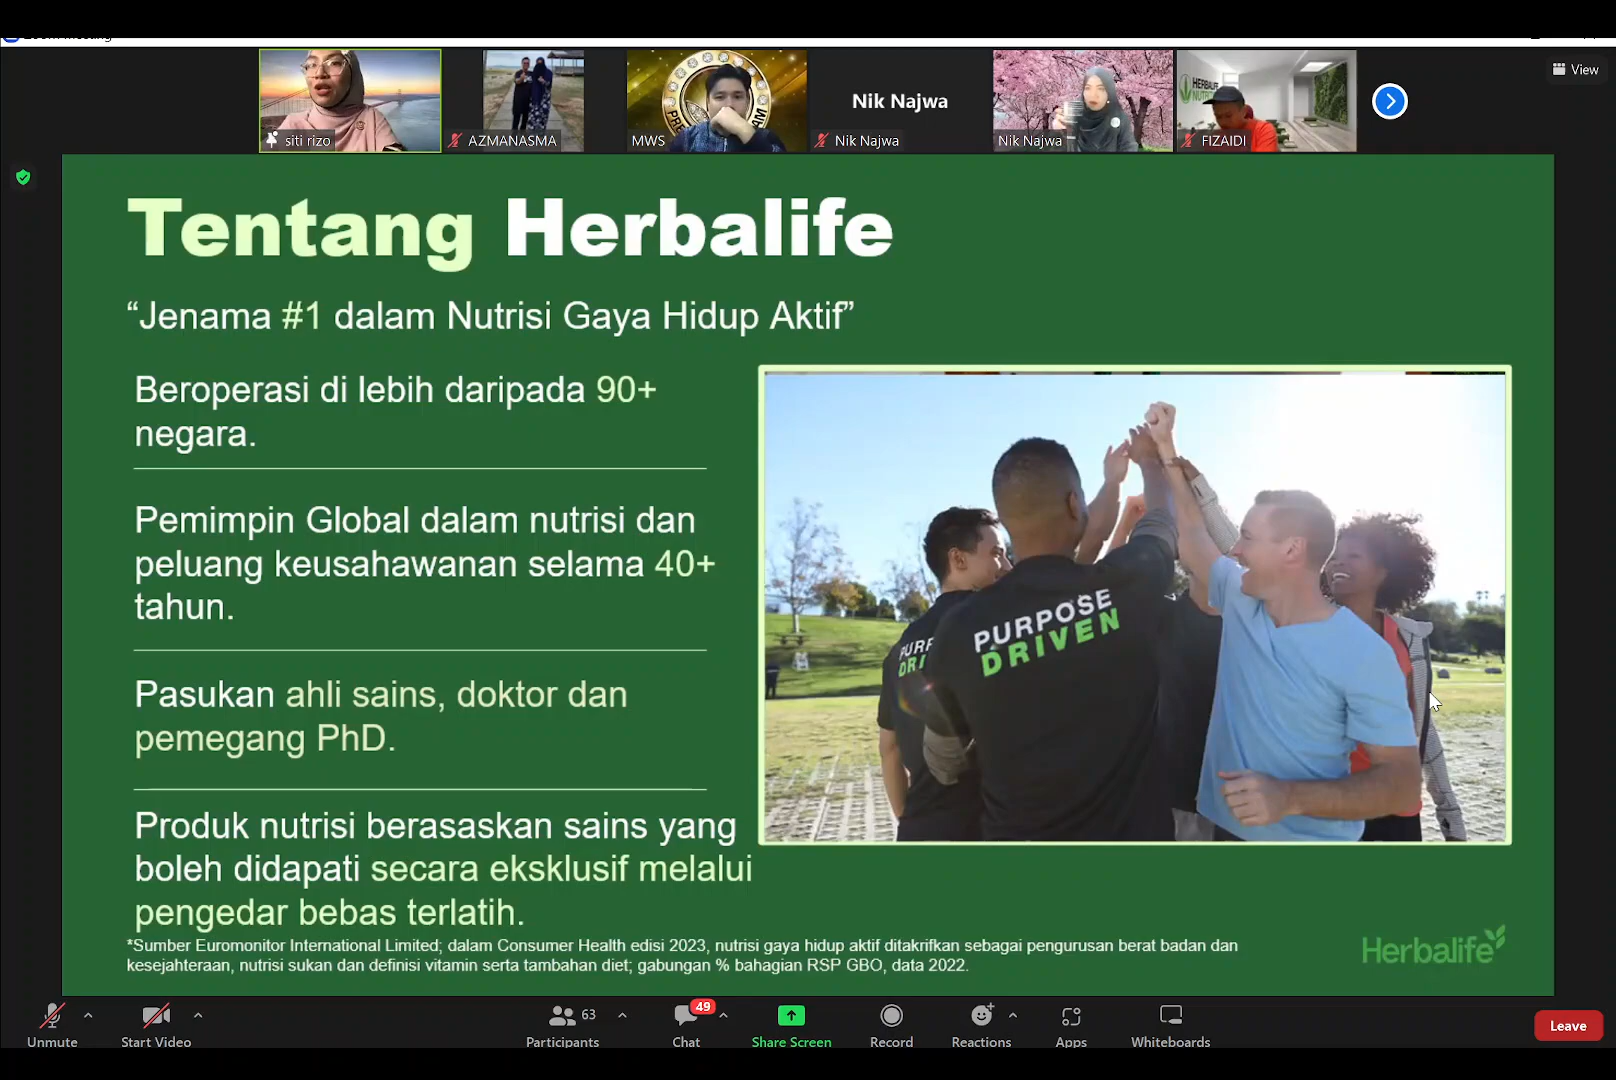 View
siti rizo
AZMANASMA
MWS
Nik Najwa
Nik Najwa
Nik Najwa
HERBALIFE
FIZAIDI
Tentang Herbalife
“Jenama #1 dalam Nutrisi Gaya Hidup Aktif”
Beroperasi di lebih daripada 90+
negara.
Pemimpin Global dalam nutrisi dan
peluang keusahawanan selama 40+
tahun.
Pasukan ahli sains, doktor dan
pemegang PhD.
Produk nutrisi berasaskan sains yang
boleh didapati secara eksklusif melalui
pengedar bebas terlatih.
PURPOSE
DRIVEN
*Sumber Euromonitor International Limited; dalam Consumer Health edisi 2023, nutrisi gaya hidup aktif ditakrifkan sebagai pengurusan berat badan dan
kesejahteraan, nutrisi sukan dan definisi vitamin serta tambahan diet; gabungan % bahagian RSP GBO, data 2022.
Herbalife
63
49
Unmute
Start Video
Participants
Chat
Share Screen
Record
Reactions
Apps
Whiteboards
Leave